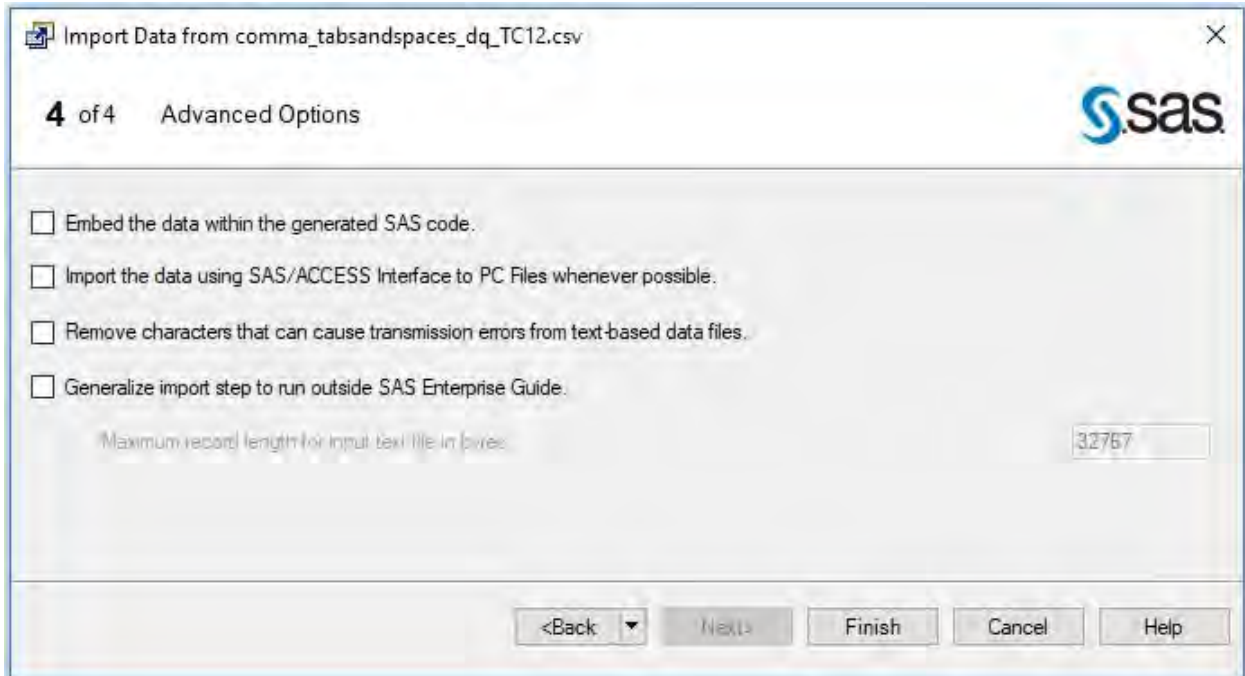 Import Data from comma_tabsandspaces_dq_TC12.csv
4 of 4 Advanced Options
sas
Embed the data within the generated SAS code.
Import the data using SAS/ACCESS Interface to PC Files whenever possible.
Remove characters that can cause transmission errors from text-based data files.
Generalize import step to run outside SAS Enterprise Guide.
Maximum record length for input text file in bytes: 32767
<Back Next> Finish Cancel Help